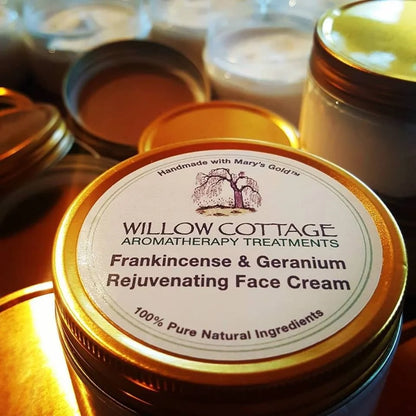 Handmade with Mary's Gold™
WILLOW COTTAGE
AROMATHERAPY TREATMENTS
Frankincense & Geranium
Rejuvenating Face Cream
100% Pure Natural Ingredients